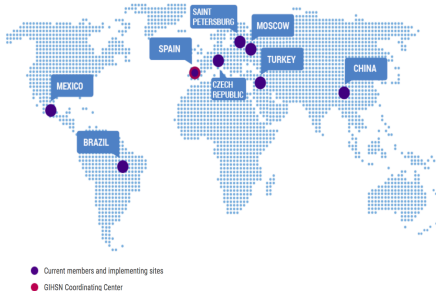 SAINT
PETERSBURG
MOSCOW
SPAIN
TURKEY
CHINA
MEXICO
CZECH
REPUBLIC
BRAZIL
Current members and implementing sites
GIHSN Coordinating Center